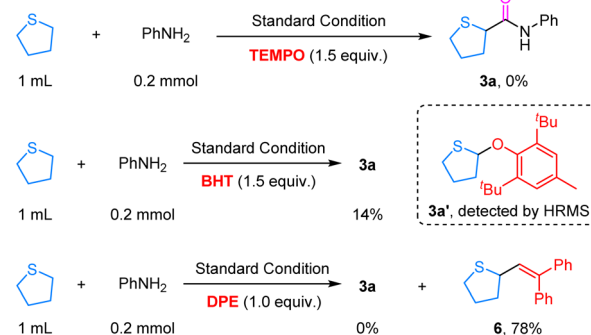 O
S
N
H
Ph
+
PhNH2
Standard Condition
TEMPO (1.5 equiv.)
1 mL
0.2 mmol
3a, 0%
S
+
PhNH2
Standard Condition
BHT (1.5 equiv.)
3a
1 mL
0.2 mmol
14%
tBu
S
O
tBu
3a', detected by HRMS
S
+
PhNH2
Standard Condition
DPE (1.0 equiv.)
3a
+
S
Ph
Ph
1 mL
0.2 mmol
0%
6, 78%